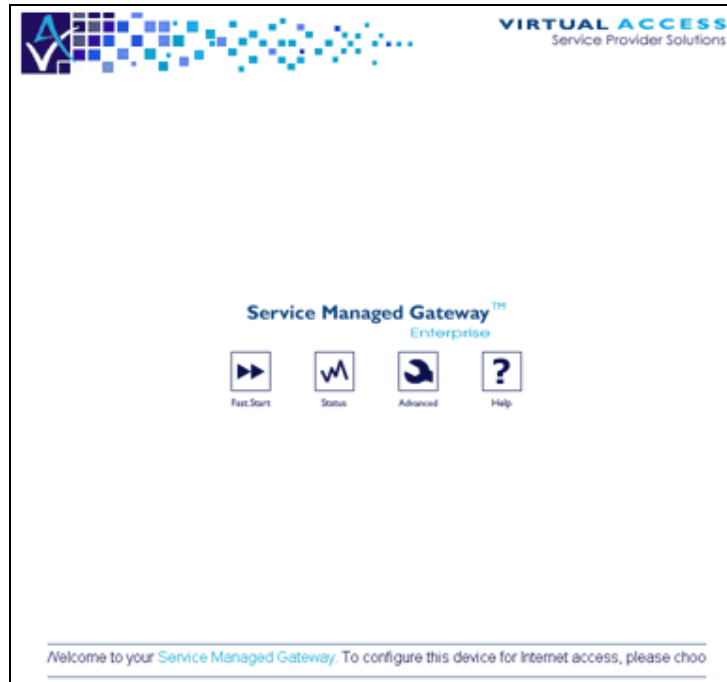 VIRTUAL ACCESS
Service Provider Solutions
Service Managed Gateway™
Enterprise
Fast.Start Status Advanced Help
Welcome to your Service Managed Gateway. To configure this device for Internet access, please choo